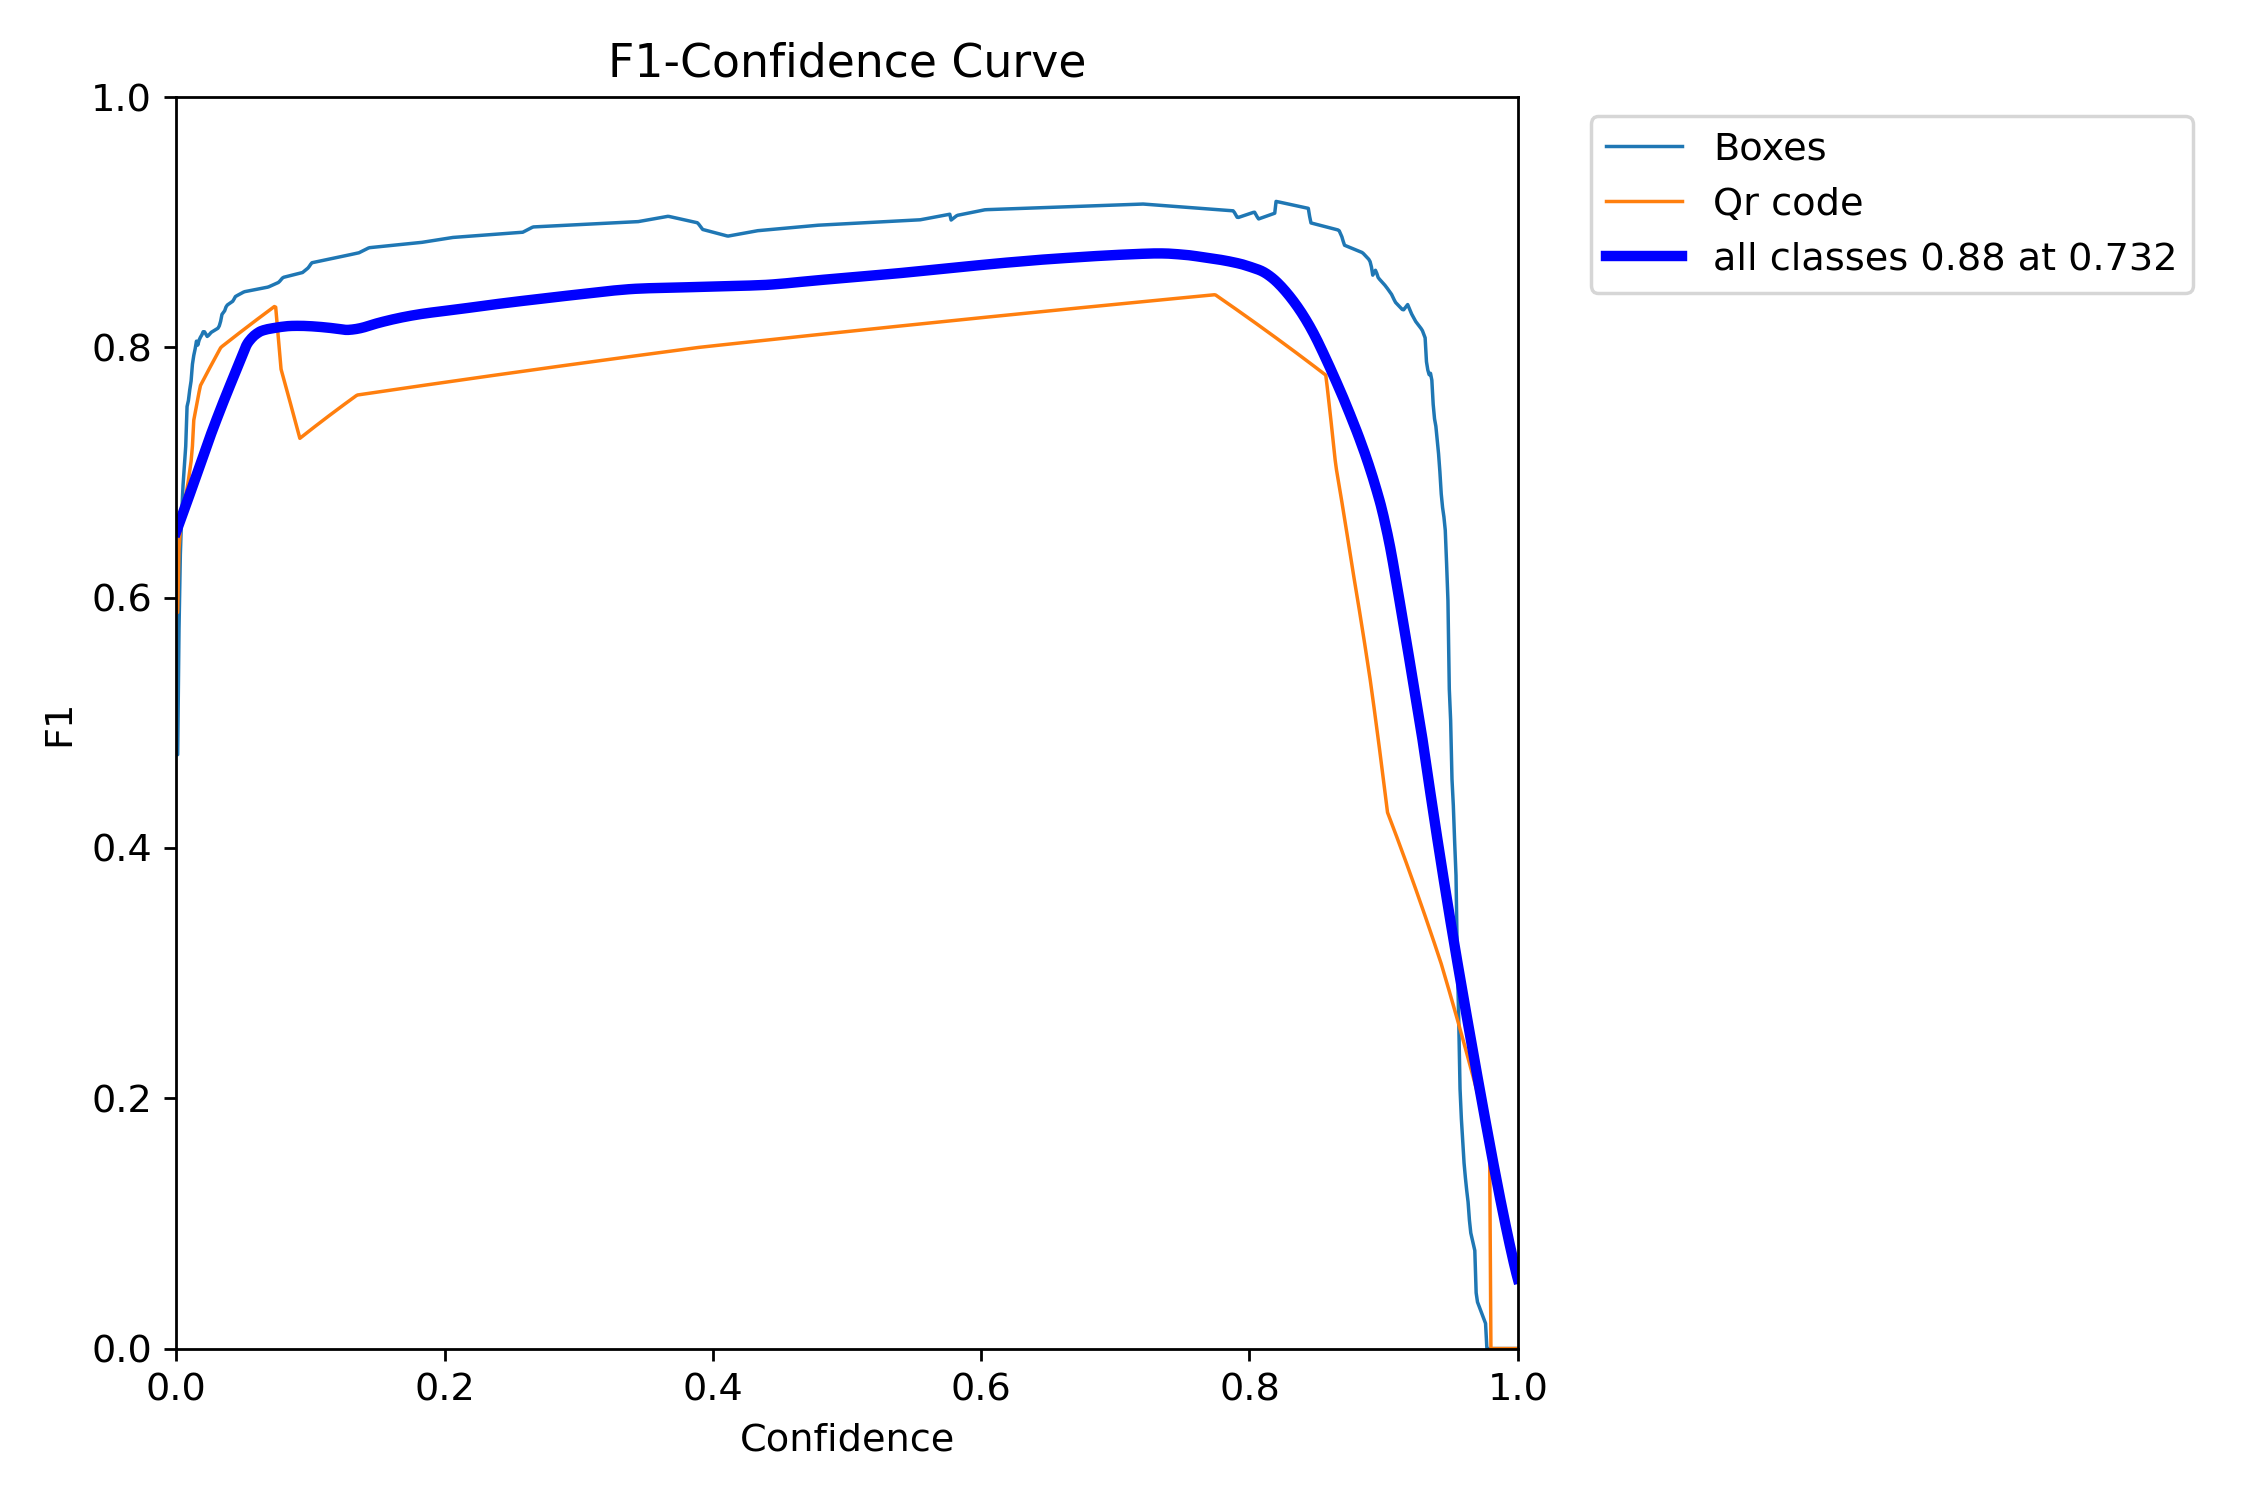 F1-Confidence Curve
1.0
0.8
0.6
0.4
0.2
0.0
F1
0.0 0.2 0.4 0.6 0.8 1.0
Confidence
Boxes
Qr code
all classes 0.88 at 0.732